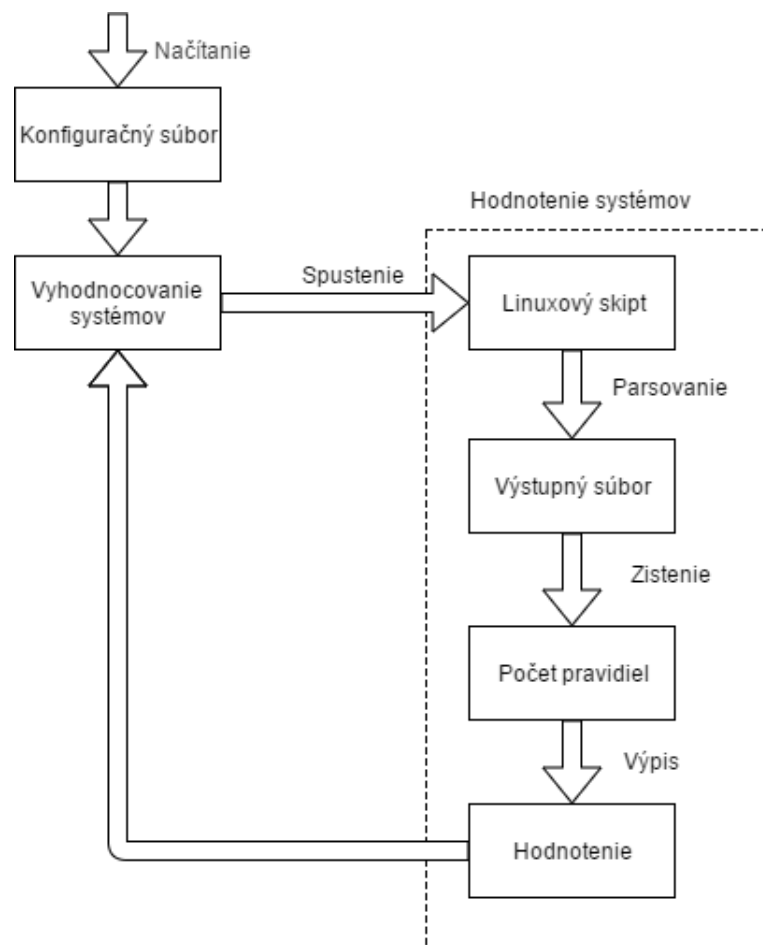 Načítanie
Konfiguračný súbor
Hodnotenie systémov
Vyhodnocovanie
systémov
Spustenie
Linuxový skipt
Parsovanie
Výstupný súbor
Zistenie
Počet pravidiel
Výpis
Hodnotenie